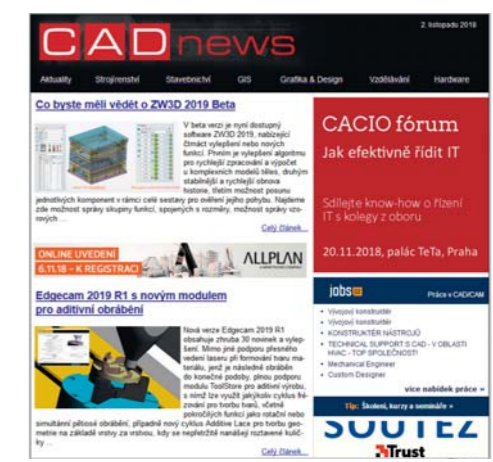 CADnews
2. listopadu 2018
Aktuality Strojírenství Stavebnictví GIS Grafika & Design Vzdělávání Hardware
Co byste měli vědět o ZW3D 2019 Beta
V beta verzi je nyní dostupný
software ZW3D 2019, nabízející
čtrnáct vylepšení nebo nových
funkcí. Prvním je vylepšení algoritmu
pro rychlejší zpracování a výpočet
u komplexních modelů těles, druhým
stabilnější a rychlejší obnova
historie, třetím možnost posunu
jednotlivých komponent v rámci celé sestavy pro ověření jejího pohybu. Najdeme
zde možnost správy skupiny funkcí, spojených s rozměry, možnost správy vzo-
rových ...
Celý článek...
ONLINE UVEDENÍ
6.11.18 – K REGISTRACI
ALLPLAN
Edgecam 2019 R1 s novým modulem
pro aditivní obrábění
Nová verze Edgecam 2019 R1
obsahuje zhruba 30 novinek a vylep-
šení. Mimo jiné podporu přesného
vedení laseru při formování tvaru ma-
teriálu, jenž je následně obráběn
do konečné podoby, plnou podporu
modulu ToolStore pro aditivní výrobu,
s nímž lze využít jakýkoliv cyklus fré-
zování pro tvorbu tvarů, včetně
pokročilých funkcí jako rotační nebo
simultánní pětiosé obrábění, případně nový cyklus Additive Lace pro tvorbu geo-
metrie na základě vrstvy za vrstvou, kdy se nepřetržitě nanášejí roztavené kulič-
ky ...
Celý článek...
CACIO fórum
Jak efektivně řídit IT
Sdílejte know-how o řízení
IT s kolegy z oboru
20.11.2018, palác TeTa, Praha
jobs
Práce v CAD/CAM
• Vývojový konstruktér
• Vývojový konstruktér
• KONSTRUKTÉR NÁSTROJŮ
• TECHNICAL SUPPORT S CAD - V OBLASTI
HVAC - TOP SPOLEČNOSTI!
• Mechanical Engineer
• Custom Designer
více nabídek práce »
Tip: Školení, kurzy a semináře »
SOUTĚŽ
Trust